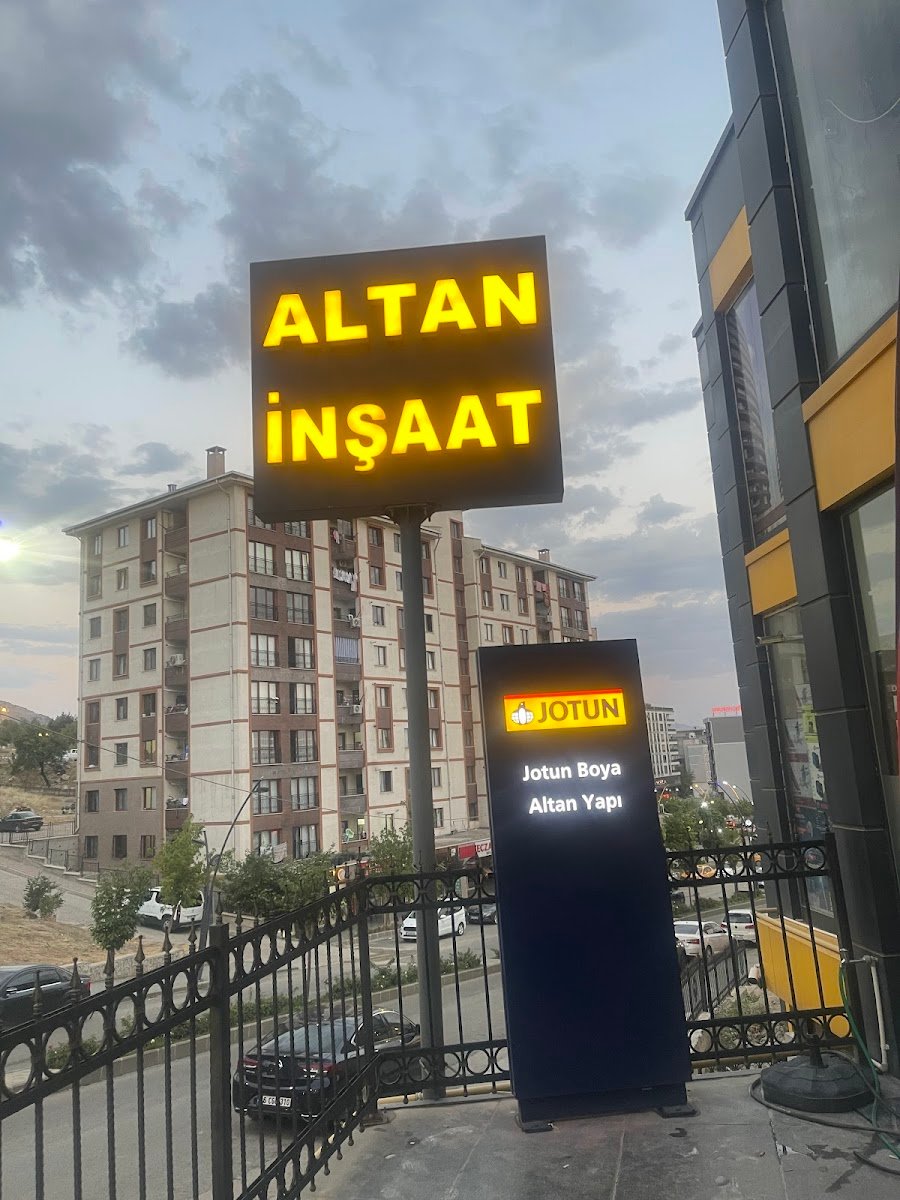 ALTAN
İNŞAAT
JOTUN
Jotun Boya
Altan Yapı